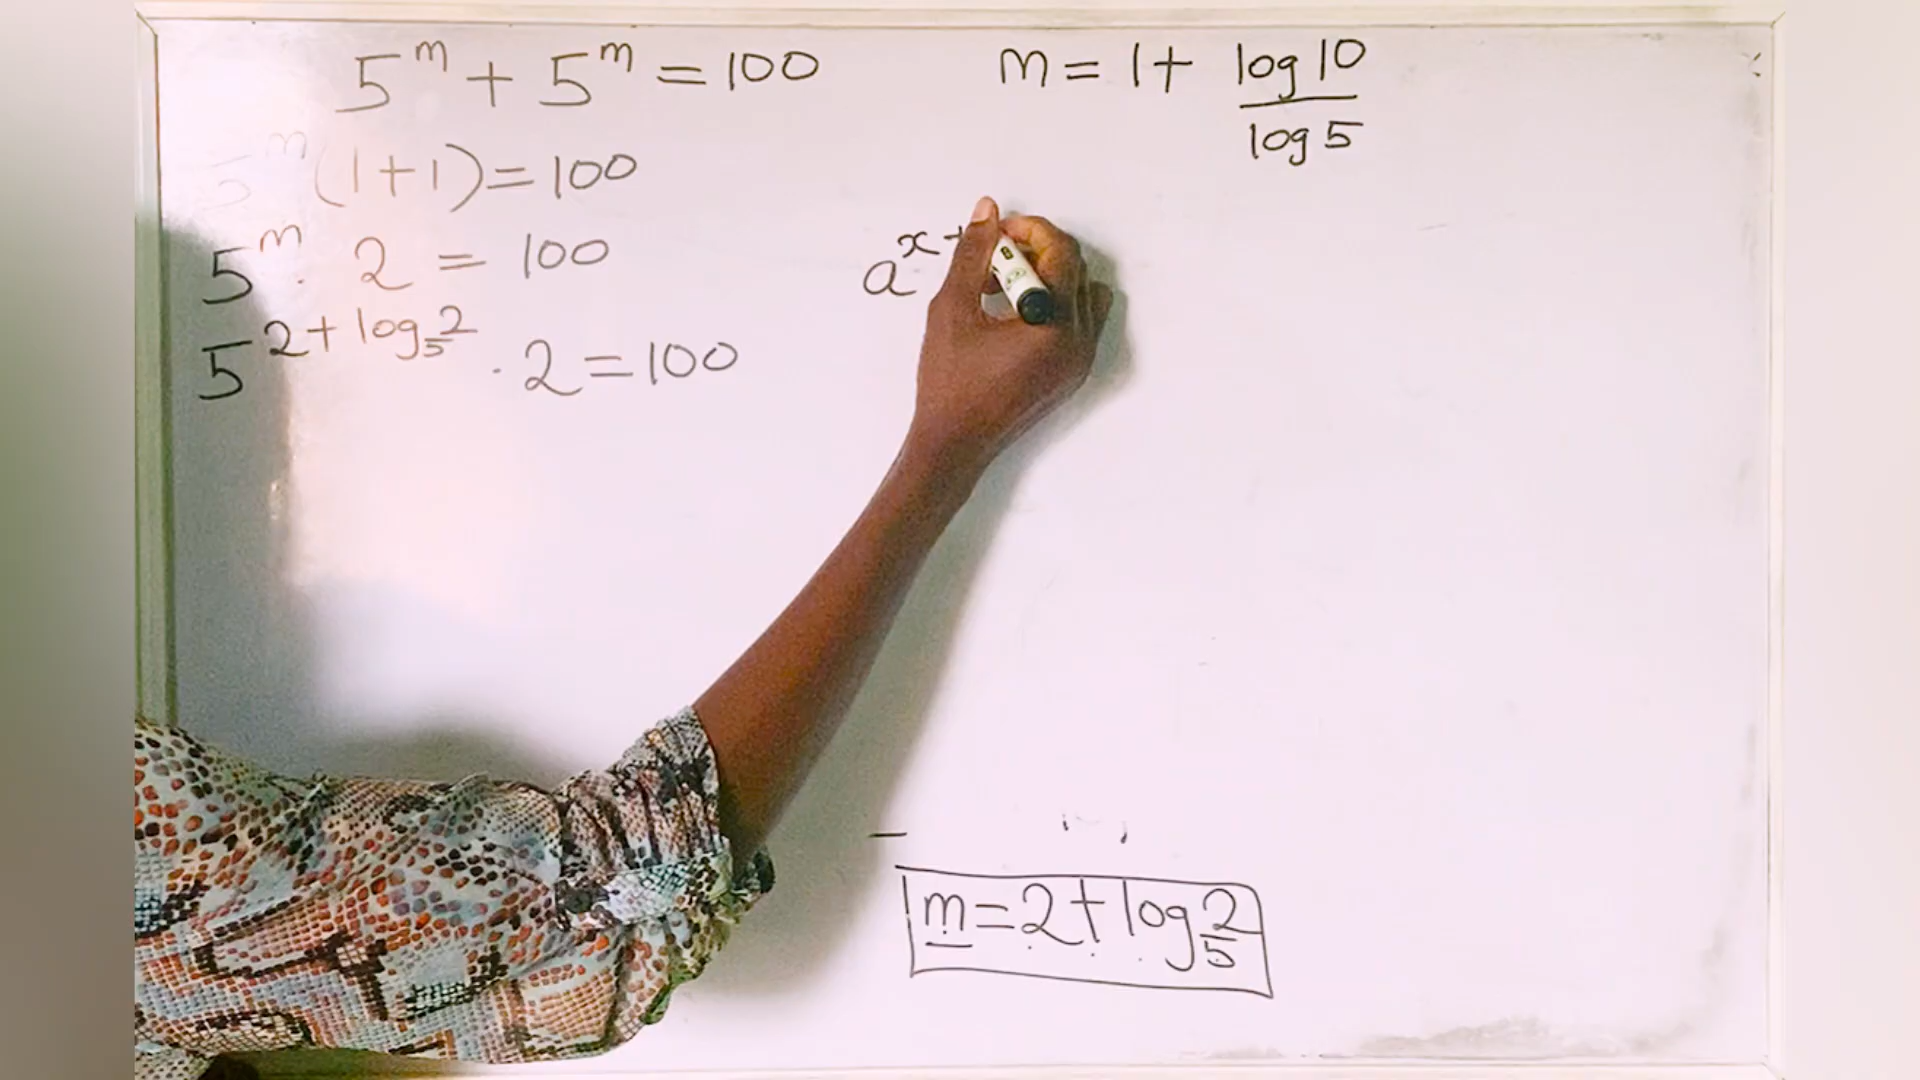 5^m + 5^m = 100
5^m (1+1) = 100
5^m · 2 = 100
5^(2 + log_5 2) · 2 = 100
m = 1 + log 10 / log 5
a^(x +
m = 2 + log_5 2